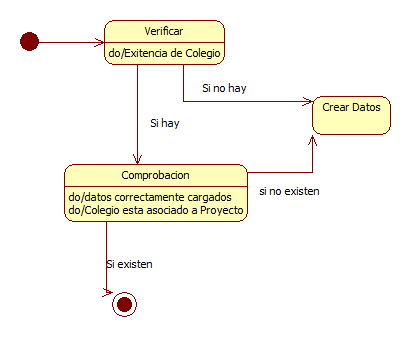 Verificar
do/Exitencia de Colegio
Si no hay
Crear Datos
Si hay
Comprobacion
do/datos correctamente cargados
do/Colegio esta asociado a Proyecto
si no existen
Si existen